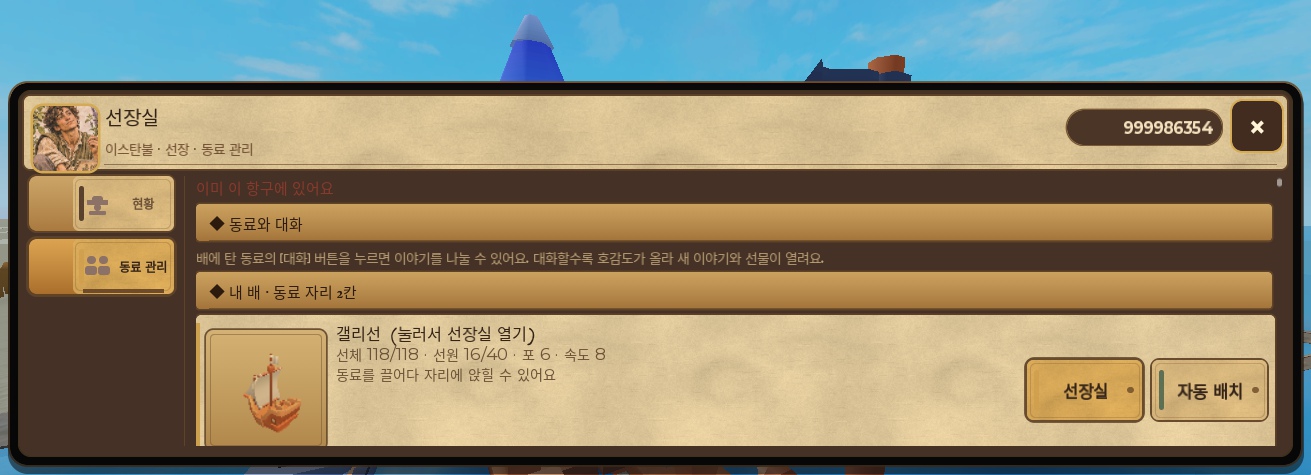 선장실
이스탄불 · 선장 · 동료 관리
999986354
현황
동료 관리
이미 이 항구에 있어요
◆ 동료와 대화
배에 탄 동료의 [대화] 버튼을 누르면 이야기를 나눌 수 있어요. 대화할수록 호감도가 올라 새 이야기와 선물이 열려요.
◆ 내 배 · 동료 자리 2칸
갤리선 (눌러서 선장실 열기)
선체 118/118 · 선원 16/40 · 포 6 · 속도 8
동료를 끌어다 자리에 앉힐 수 있어요
선장실
자동 배치